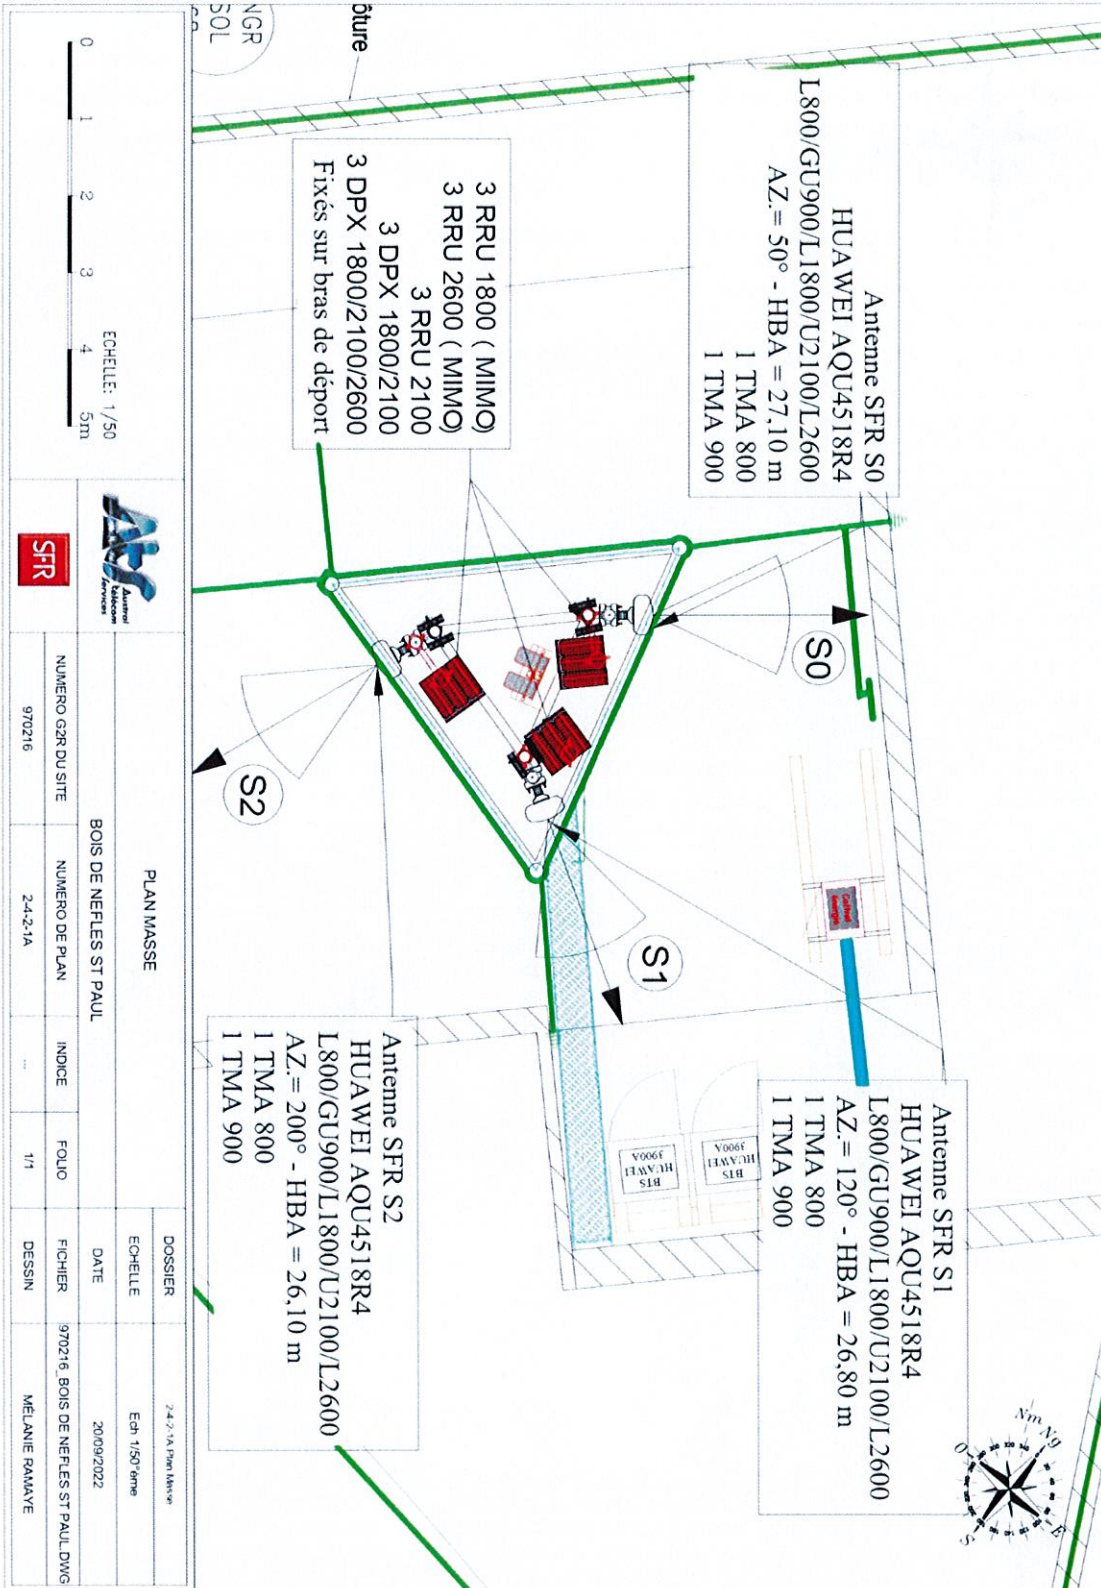 Antenne SFR S0
HUAWEI AQU4518R4
L800/GU900/L1800/U2100/L2600
AZ.= 50° - HBA = 27,10 m
1 TMA 800
1 TMA 900
Antenne SFR S1
HUAWEI AQU4518R4
L800/GU900/L1800/U2100/L2600
AZ.= 120° - HBA = 26,80 m
1 TMA 800
1 TMA 900
Nm Ng
O
E
S
ôture
NGR
SOL
S0
S1
S2
BTS
HUAWEI
3900A
BTS
HUAWEI
3900A
3 RRU 1800 ( MIMO)
3 RRU 2600 ( MIMO)
3 RRU 2100
3 DPX 1800/2100
3 DPX 1800/2100/2600
Fixés sur bras de déport
Antenne SFR S2
HUAWEI AQU4518R4
L800/GU900/L1800/U2100/L2600
AZ.= 200° - HBA = 26,10 m
1 TMA 800
1 TMA 900
ECHELLE: 1/50
0 1 2 3 4 5m
Austral
télécom
services
SFR
PLAN MASSE
BOIS DE NEFLES ST PAUL
NUMERO G2R DU SITE
NUMERO DE PLAN
INDICE
FOLIO
970216
2-4-2-1A
...
1/1
DOSSIER
2-4-2-1A Plan Masse
ECHELLE
Ech 1/50°ème
DATE
20/09/2022
FICHIER
970216_BOIS DE NEFLES ST PAUL.DWG
DESSIN
MÉLANIE RAMAYE